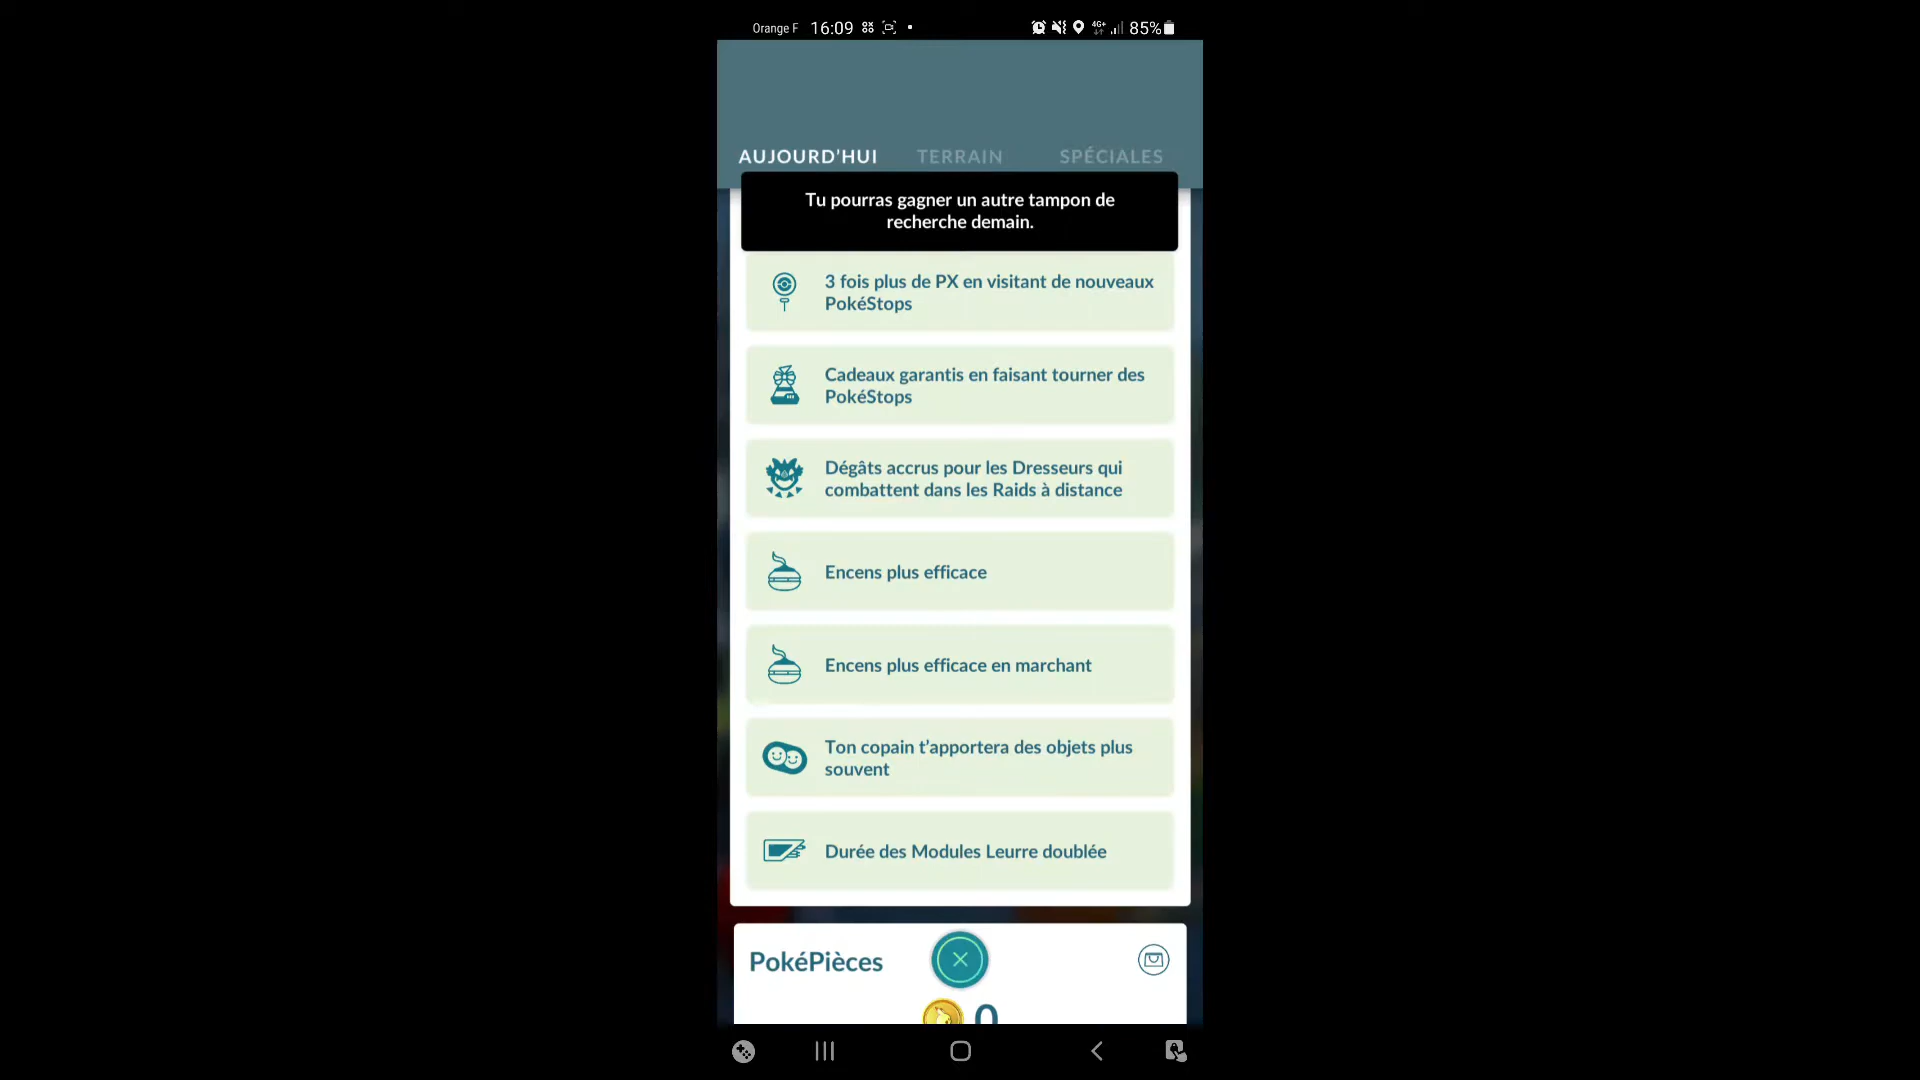 Orange F 16:09 4G+ 85%
AUJOURD'HUI TERRAIN SPÉCIALES
Tu pourras gagner un autre tampon de
recherche demain.
3 fois plus de PX en visitant de nouveaux
PokéStops
Cadeaux garantis en faisant tourner des
PokéStops
Dégâts accrus pour les Dresseurs qui
combattent dans les Raids à distance
Encens plus efficace
Encens plus efficace en marchant
Ton copain t'apportera des objets plus
souvent
Durée des Modules Leurre doublée
PokéPièces
0